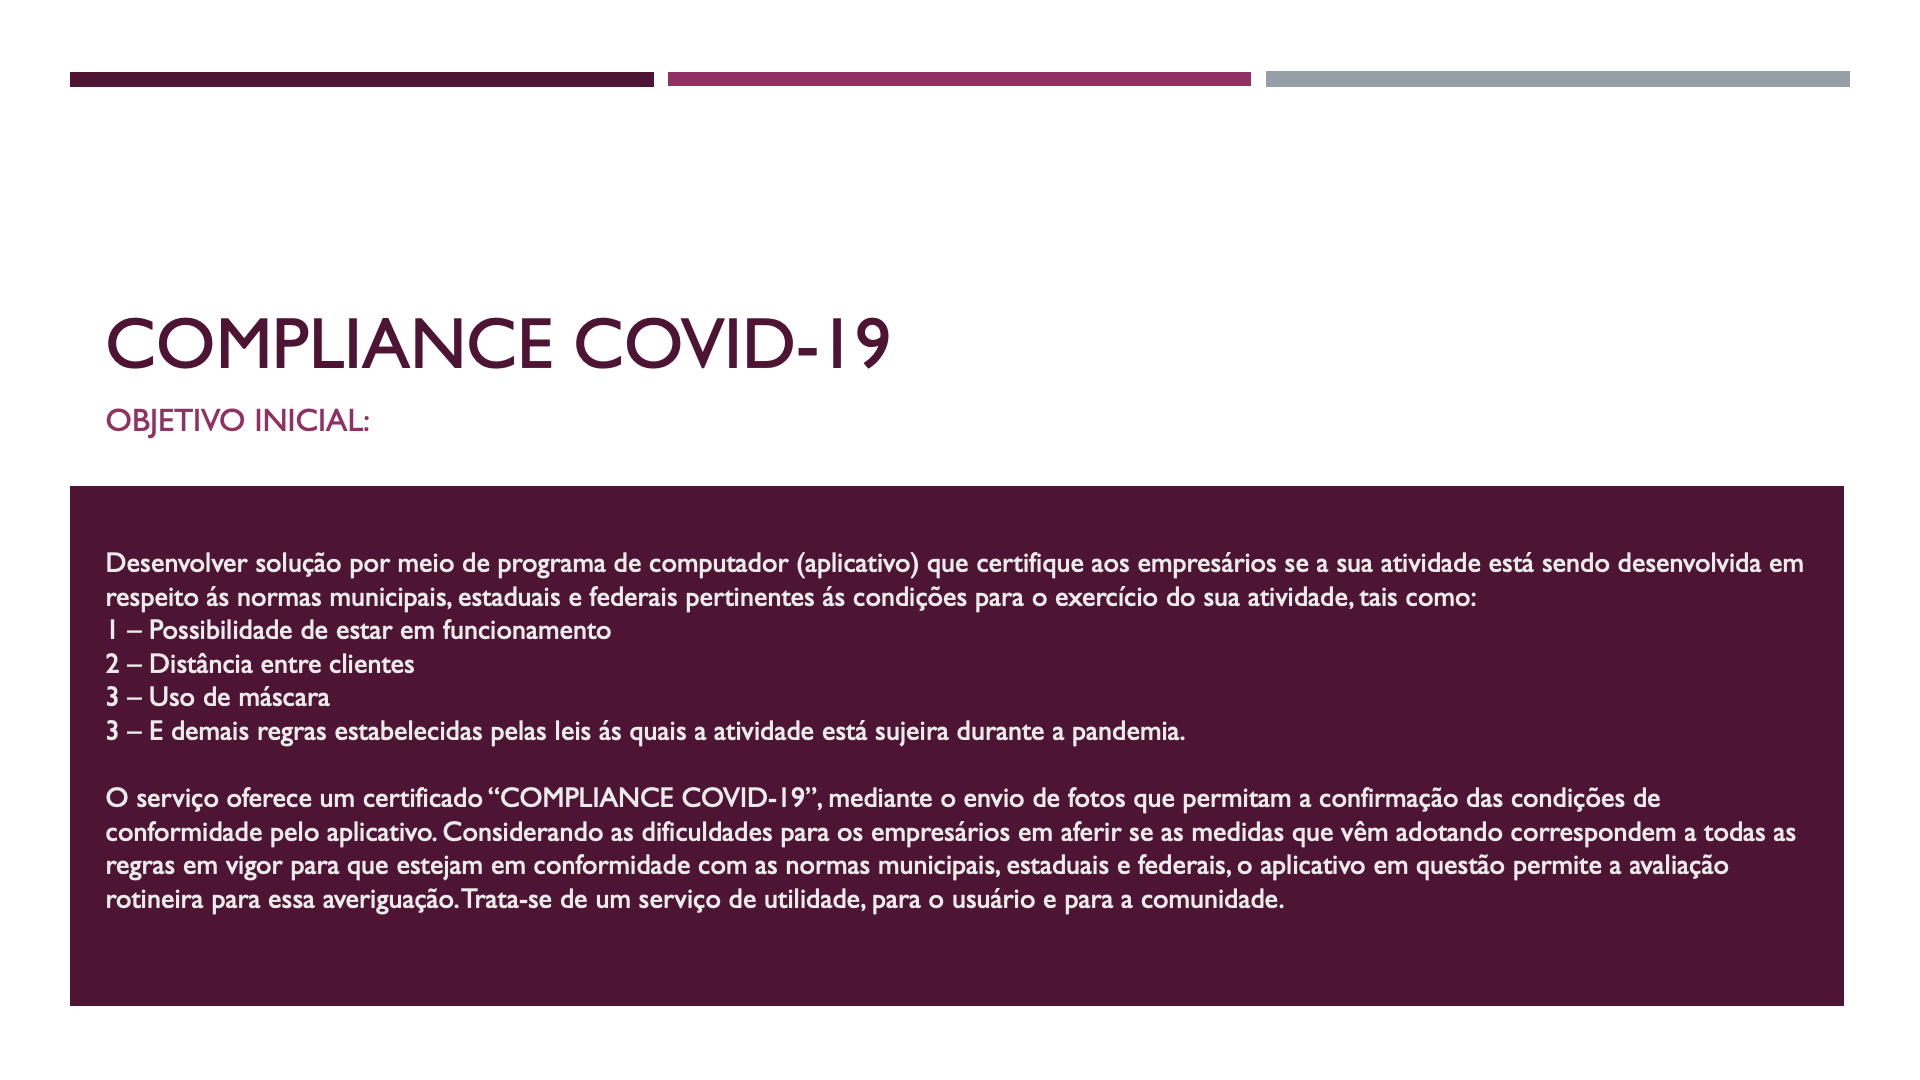 COMPLIANCE COVID-19
OBJETIVO INICIAL:
Desenvolver solução por meio de programa de computador (aplicativo) que certifique aos empresários se a sua atividade está sendo desenvolvida em
respeito ás normas municipais, estaduais e federais pertinentes ás condições para o exercício do sua atividade, tais como:
1 – Possibilidade de estar em funcionamento
2 – Distância entre clientes
3 – Uso de máscara
3 – E demais regras estabelecidas pelas leis ás quais a atividade está sujeira durante a pandemia.
O serviço oferece um certificado “COMPLIANCE COVID-19”, mediante o envio de fotos que permitam a confirmação das condições de
conformidade pelo aplicativo. Considerando as dificuldades para os empresários em aferir se as medidas que vêm adotando correspondem a todas as
regras em vigor para que estejam em conformidade com as normas municipais, estaduais e federais, o aplicativo em questão permite a avaliação
rotineira para essa averiguação. Trata-se de um serviço de utilidade, para o usuário e para a comunidade.